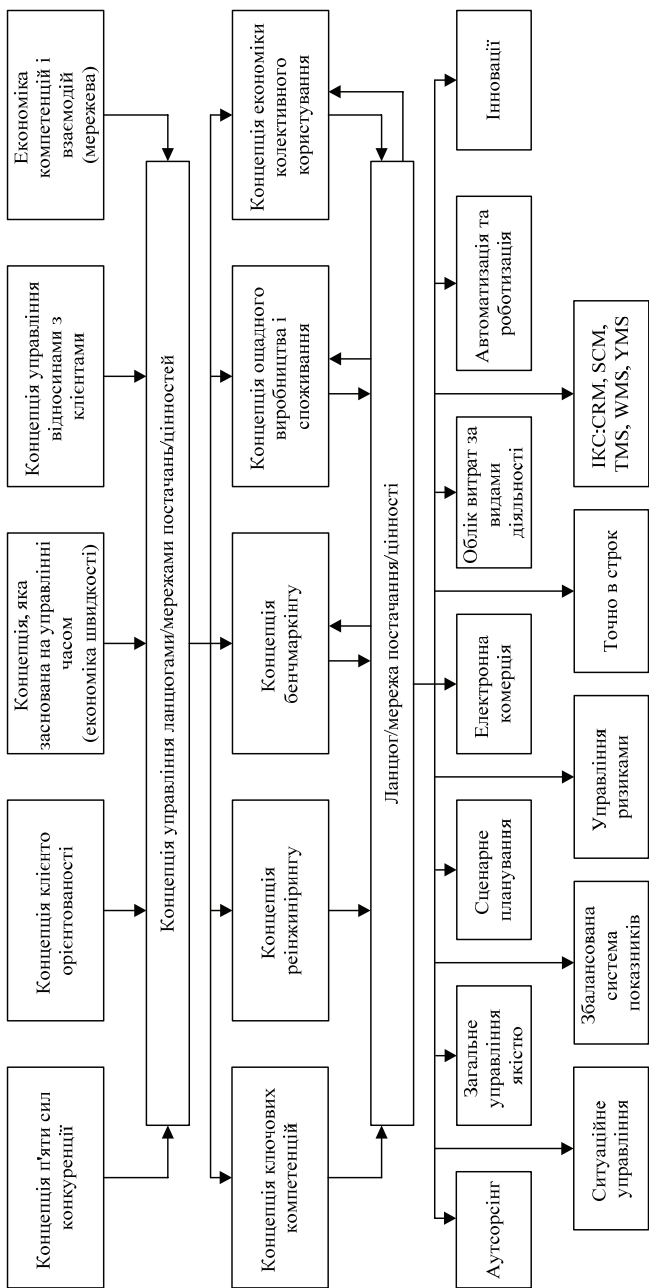 Концепція п'яти сил
конкуренції
Концепція клієнто
орієнтованості
Концепція, яка
заснована на управлінні
часом
(економіка швидкості)
Концепція управління
відносинами з
клієнтами
Економіка
компетенцій і
взаємодій
(мережева)
Концепція управління ланцюгами/мережами постачань/цінностей
Концепція ключових
компетенцій
Концепція
реінжинірингу
Концепція
бенчмаркінгу
Концепція ощадного
виробництва і
споживання
Концепція економіки
колективного
користування
Ланцюг/мережа постачання/цінності
Аутсорсінг
Загальне
управління
якістю
Сценарне
планування
Електронна
комерція
Облік витрат за
видами
діяльності
Автоматизація та
роботизація
Інновації
Ситуаційне
управління
Збалансована
система
показників
Управління
ризиками
Точно в строк
ІКС:CRM, SCM,
TMS, WMS, YMS